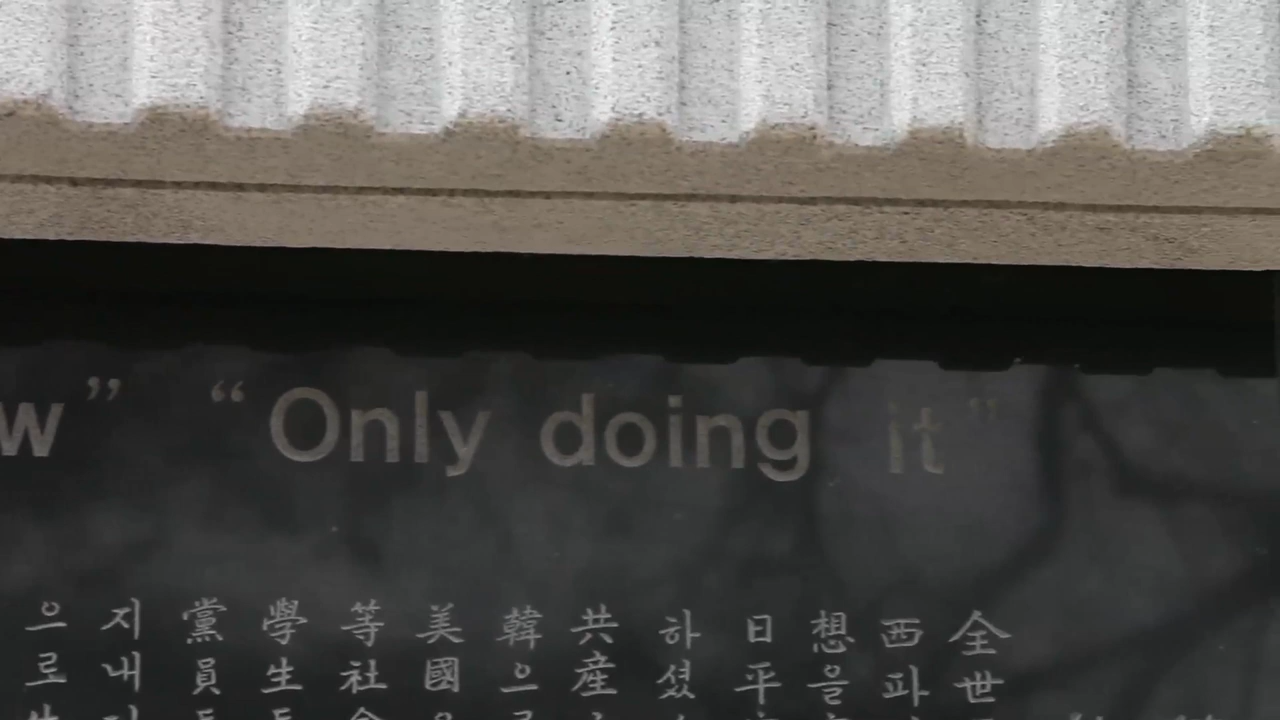 w” “Only doing it”
全世
西파
想을
日平
하셨
共産
韓으
美國
等社
學生
黨員
지내
으로